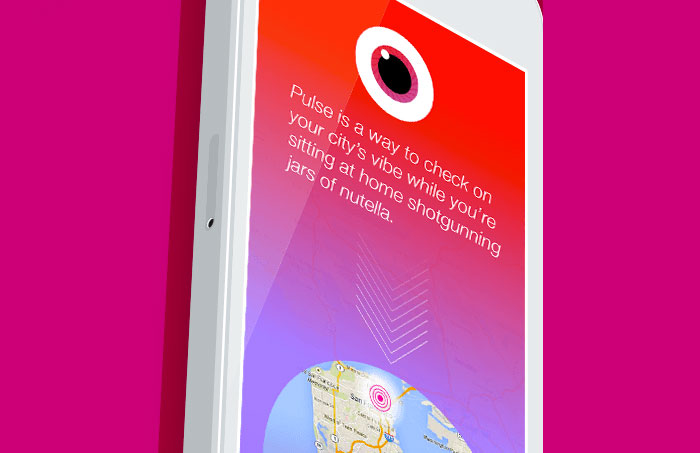 Pulse is a way to check on
your city's vibe while you're
sitting at home shotgunning
jars of nutella.